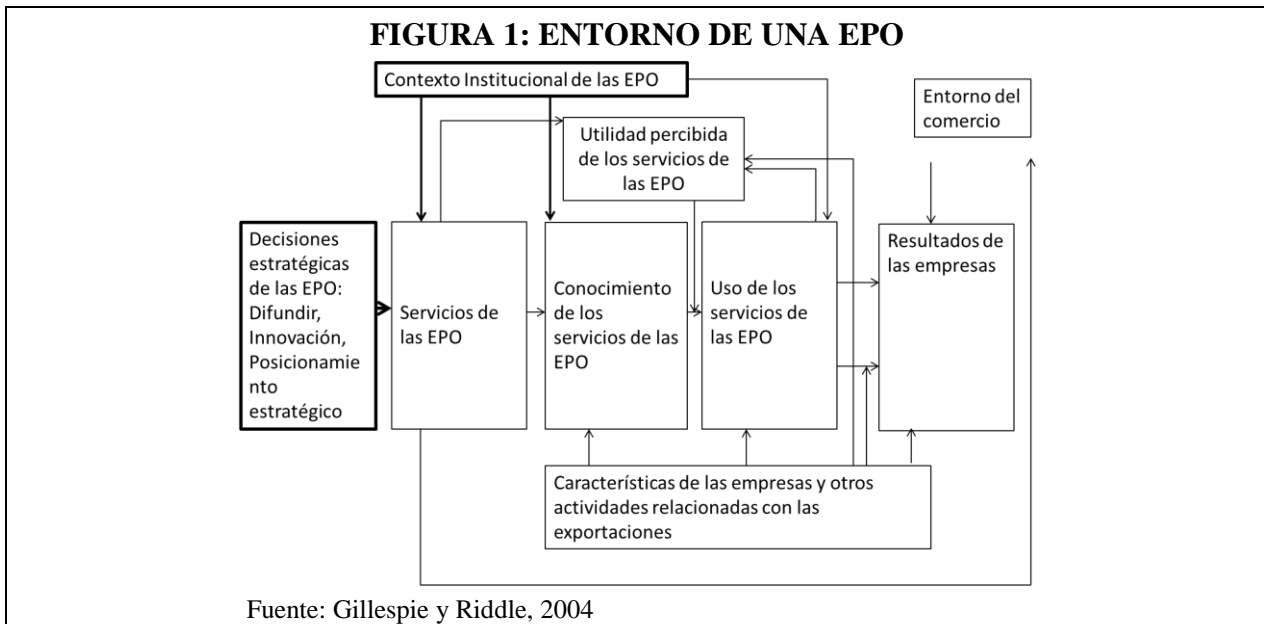 FIGURA 1: ENTORNO DE UNA EPO
Contexto Institucional de las EPO
Entorno del
comercio
Utilidad percibida
de los servicios de
las EPO
Decisiones
estratégicas
de las EPO:
Difundir,
Innovación,
Posicionamie
nto
estratégico
Servicios de
las EPO
Conocimiento
de los
servicios de las
EPO
Uso de los
servicios de
las EPO
Resultados de
las empresas
Características de las empresas y otros
actividades relacionadas con las
exportaciones
Fuente: Gillespie y Riddle, 2004